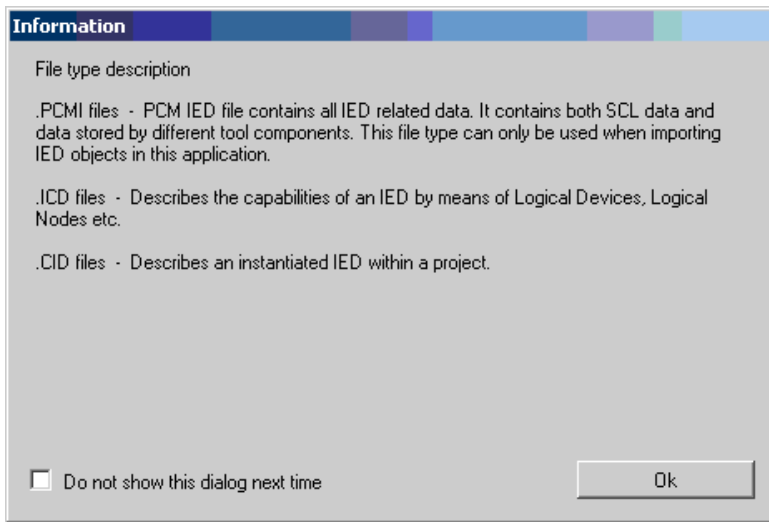 Information
File type description
.PCMI files - PCM IED file contains all IED related data. It contains both SCL data and
data stored by different tool components. This file type can only be used when importing
IED objects in this application.
.ICD files - Describes the capabilities of an IED by means of Logical Devices, Logical
Nodes etc.
.CID files - Describes an instantiated IED within a project.
Do not show this dialog next time
Ok